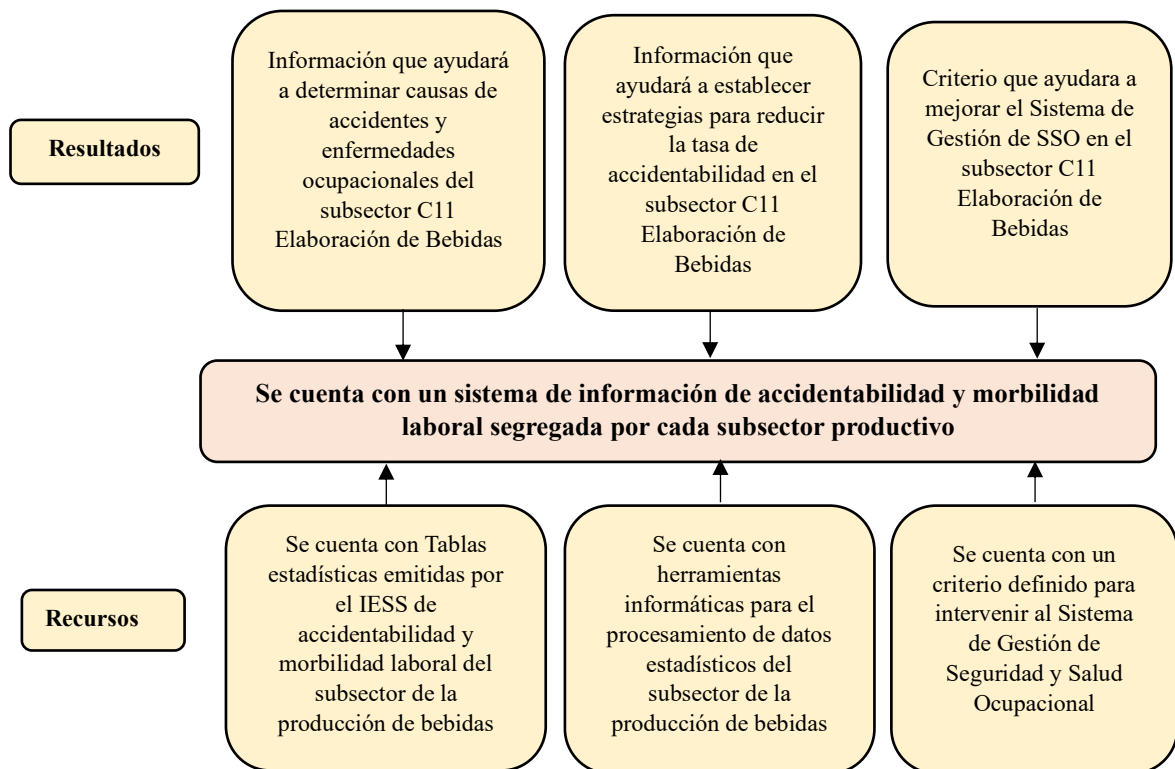 Resultados
Información que ayudará
a determinar causas de
accidentes y
enfermedades
ocupacionales del
subsector C11
Elaboración de Bebidas
Información que
ayudará a establecer
estrategias para reducir
la tasa de
accidentabilidad en el
subsector C11
Elaboración de
Bebidas
Criterio que ayudara a
mejorar el Sistema de
Gestión de SSO en el
subsector C11
Elaboración de
Bebidas
Se cuenta con un sistema de información de accidentabilidad y morbilidad
laboral segregada por cada subsector productivo
Recursos
Se cuenta con Tablas
estadísticas emitidas por
el IESS de
accidentabilidad y
morbilidad laboral del
subsector de la
producción de bebidas
Se cuenta con
herramientas
informáticas para el
procesamiento de datos
estadísticos del
subsector de la
producción de bebidas
Se cuenta con un
criterio definido para
intervenir al Sistema
de Gestión de
Seguridad y Salud
Ocupacional